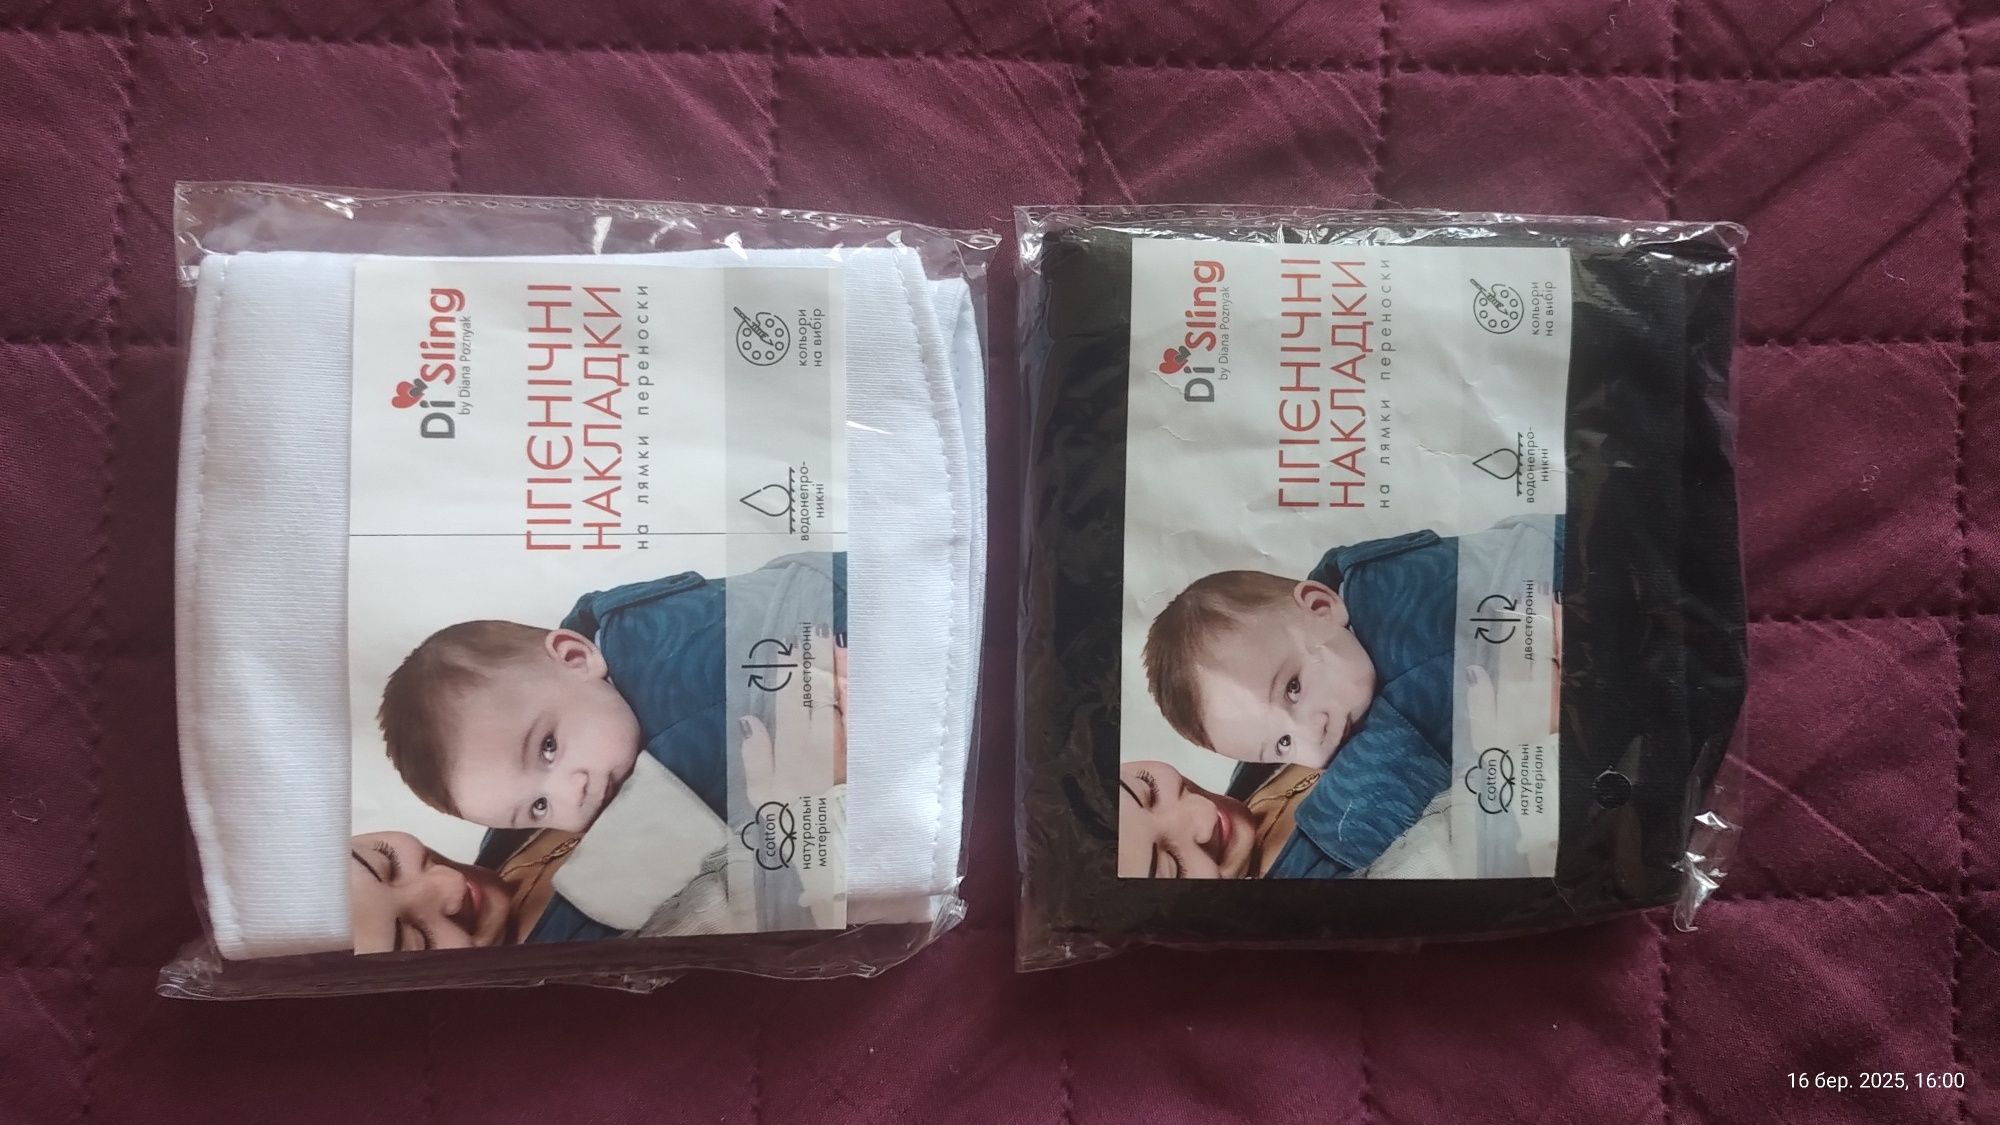 Di Sling
by Diana Poznyak
ГІГІЄНІЧНІ
НАКЛАДКИ
на лямки переноски
cotton
натуральні
матеріали
двосторонні
водонепро-
никні
кольори
на вибір
Di Sling
by Diana Poznyak
ГІГІЄНІЧНІ
НАКЛАДКИ
на лямки переноски
cotton
натуральні
матеріали
двосторонні
водонепро-
никні
кольори
на вибір
16 бер. 2025, 16:00